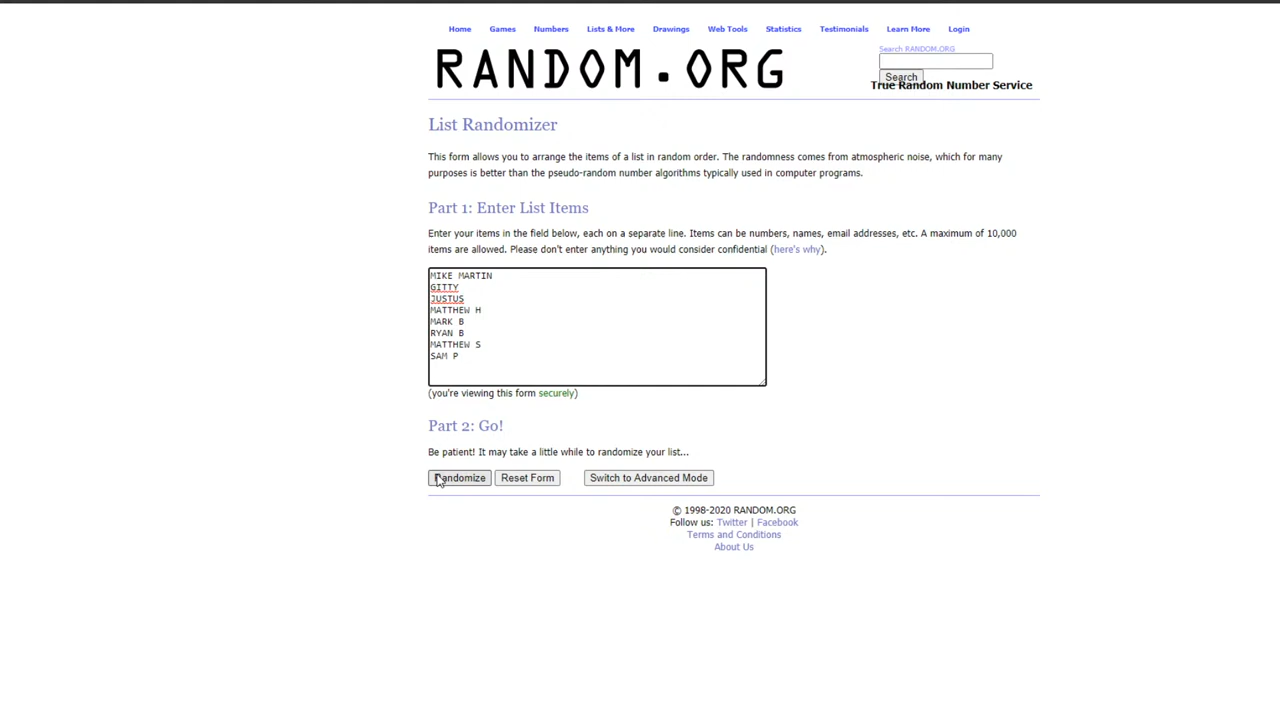 Home Games Numbers Lists & More Drawings Web Tools Statistics Testimonials Learn More Login
RANDOM.ORG
Search RANDOM.ORG
Search
True Random Number Service
List Randomizer
This form allows you to arrange the items of a list in random order. The randomness comes from atmospheric noise, which for many
purposes is better than the pseudo-random number algorithms typically used in computer programs.
Part 1: Enter List Items
Enter your items in the field below, each on a separate line. Items can be numbers, names, email addresses, etc. A maximum of 10,000
items are allowed. Please don't enter anything you would consider confidential (here's why).
MIKE MARTIN
GITTY
JUSTUS
MATTHEW H
MARK B
RYAN B
MATTHEW S
SAM P
(you're viewing this form securely)
Part 2: Go!
Be patient! It may take a little while to randomize your list...
Randomize Reset Form Switch to Advanced Mode
© 1998-2020 RANDOM.ORG
Follow us: Twitter | Facebook
Terms and Conditions
About Us